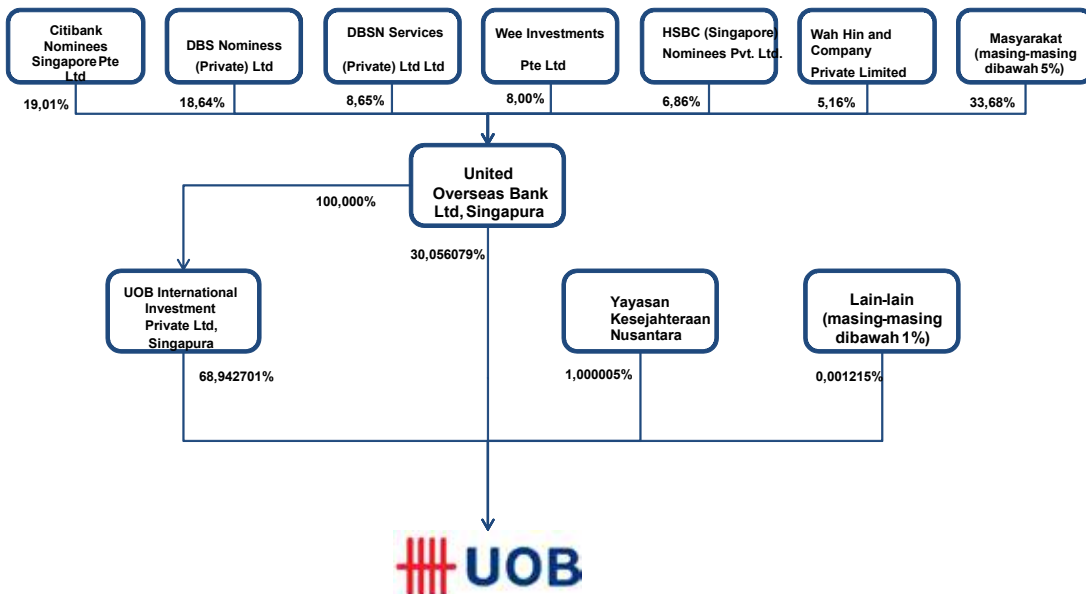 Citibank
Nominees
Singapore Pte
Ltd
DBS Nominess
(Private) Ltd
DBSN Services
(Private) Ltd Ltd
Wee Investments
Pte Ltd
HSBC (Singapore)
Nominees Pvt. Ltd.
Wah Hin and
Company
Private Limited
Masyarakat
(masing-masing
dibawah 5%)
19,01%
18,64%
8,65%
8,00%
6,86%
5,16%
33,68%
United
Overseas Bank
Ltd, Singapura
100,000%
30,056079%
UOB International
Investment
Private Ltd,
Singapura
Yayasan
Kesejahteraan
Nusantara
Lain-lain
(masing-masing
dibawah 1%)
68,942701%
1,000005%
0,001215%
UOB